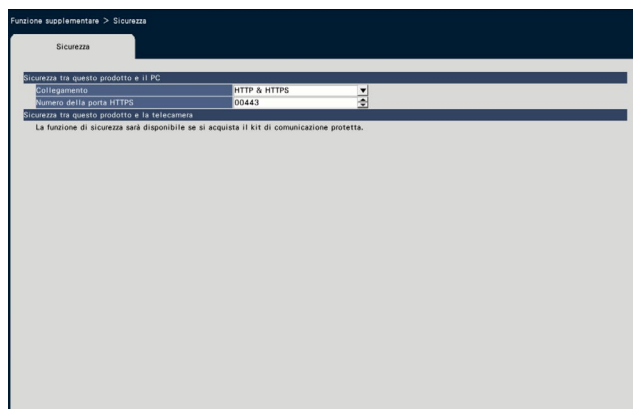 Funzione supplementare > Sicurezza
Sicurezza
Sicurezza tra questo prodotto e il PC
Collegamento HTTP & HTTPS
Numero della porta HTTPS 00443
Sicurezza tra questo prodotto e la telecamera
La funzione di sicurezza sarà disponibile se si acquista il kit di comunicazione protetta.